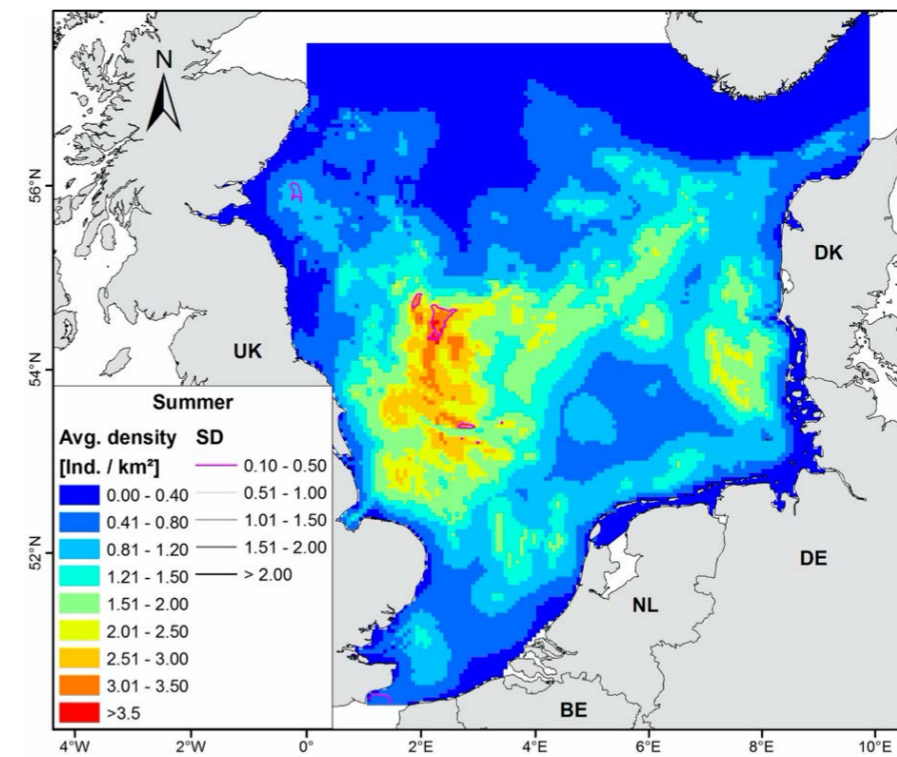 N
56°N
DK
UK
54°N
Summer
Avg. density SD
[Ind. / km²] 0.10 - 0.50
0.00 - 0.40 0.51 - 1.00
0.41 - 0.80 1.01 - 1.50
0.81 - 1.20 1.51 - 2.00
1.21 - 1.50 > 2.00
1.51 - 2.00
2.01 - 2.50
2.51 - 3.00
3.01 - 3.50
>3.5
52°N
DE
NL
BE
4°W 2°W 0° 2°E 4°E 6°E 8°E 10°E